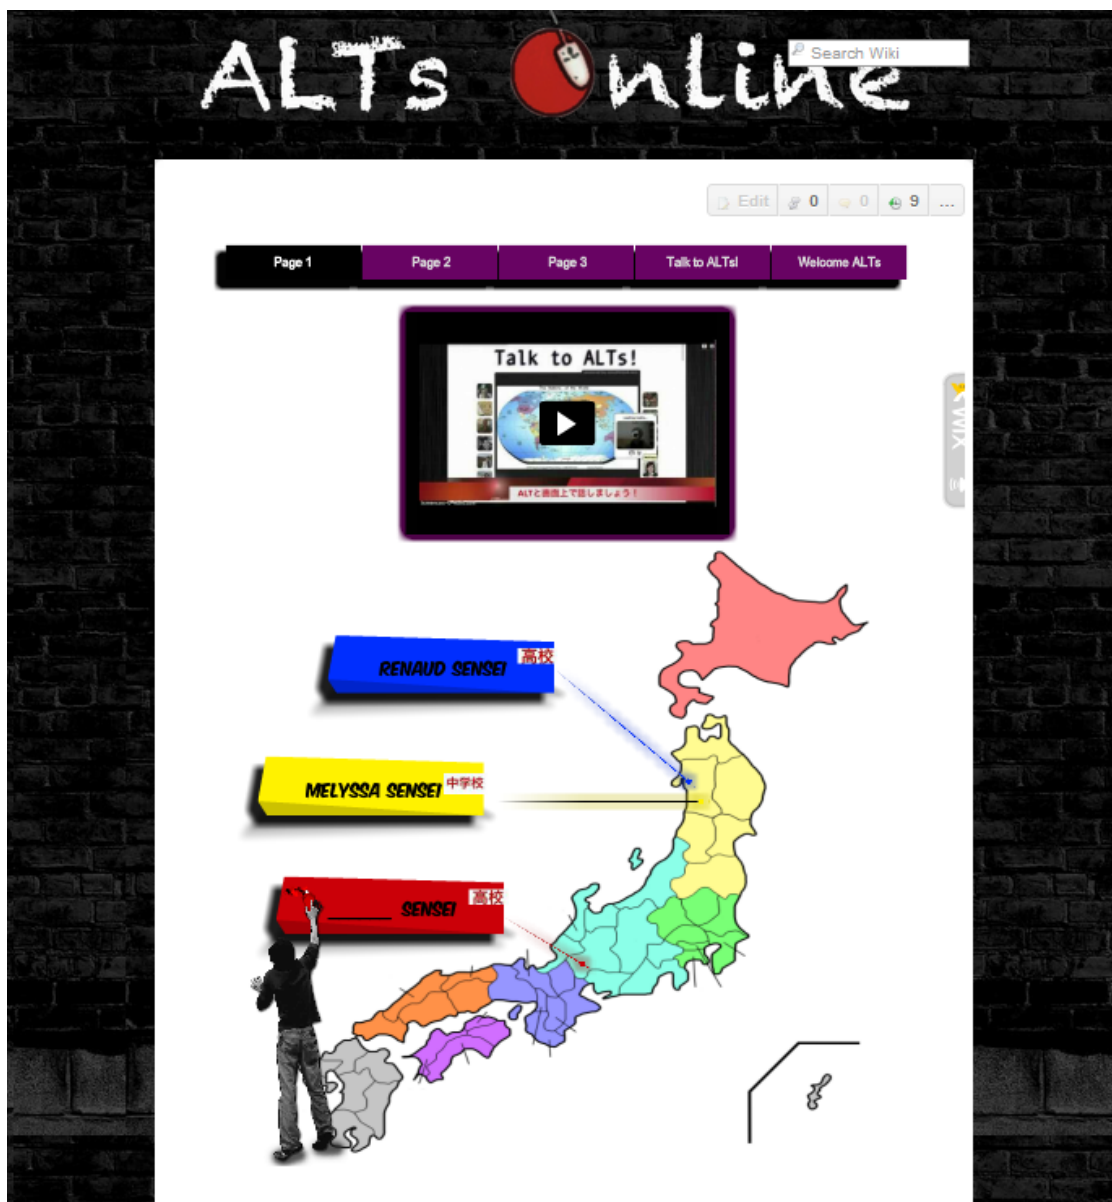 ALTs Online
Search Wiki
Edit 0 0 9 ...
Page 1 Page 2 Page 3 Talk to ALTs! Welcome ALTs
Talk to ALTs!
ALTと画面上で話しましょう！
WIX
RENAUD SENSEI 高校
MELYSSA SENSEI 中学校
______ SENSEI 高校